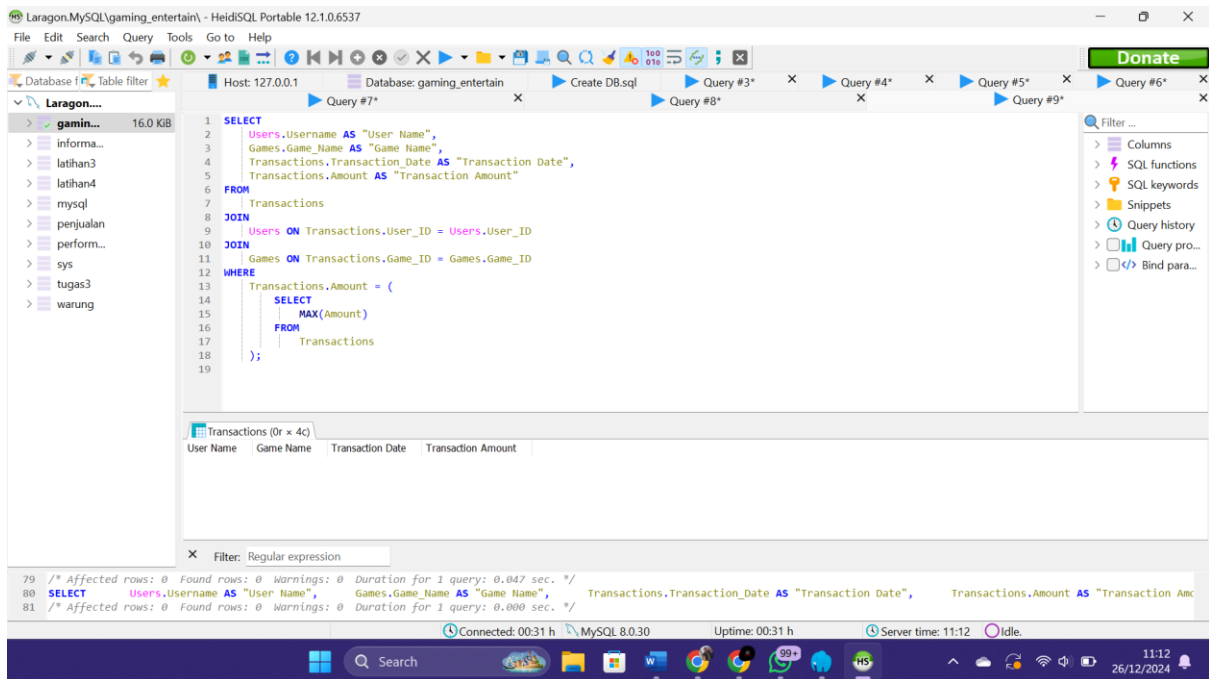 Laragon.MySQL\gaming_entertain\ - HeidiSQL Portable 12.1.0.6537
File Edit Search Query Tools Go to Help
Donate
Database f Table filter Host: 127.0.0.1 Database: gaming_entertain Create DB.sql Query #3* Query #4* Query #5* Query #6*
Query #7* Query #8* Query #9*
Laragon....
gamin... 16.0 KiB
informa...
latihan3
latihan4
mysql
penjualan
perform...
sys
tugas3
warung
1 SELECT
2 Users.Username AS "User Name",
3 Games.Game_Name AS "Game Name",
4 Transactions.Transaction_Date AS "Transaction Date",
5 Transactions.Amount AS "Transaction Amount"
6 FROM
7 Transactions
8 JOIN
9 Users ON Transactions.User_ID = Users.User_ID
10 JOIN
11 Games ON Transactions.Game_ID = Games.Game_ID
12 WHERE
13 Transactions.Amount = (
14 SELECT
15 MAX(Amount)
16 FROM
17 Transactions
18 );
19
Filter ...
Columns
SQL functions
SQL keywords
Snippets
Query history
Query pro...
Bind para...
Transactions (0r × 4c)
User Name Game Name Transaction Date Transaction Amount
Filter: Regular expression
79 /* Affected rows: 0 Found rows: 0 Warnings: 0 Duration for 1 query: 0.047 sec. */
80 SELECT Users.Username AS "User Name", Games.Game_Name AS "Game Name", Transactions.Transaction_Date AS "Transaction Date", Transactions.Amount AS "Transaction Amo
81 /* Affected rows: 0 Found rows: 0 Warnings: 0 Duration for 1 query: 0.000 sec. */
Connected: 00:31 h MySQL 8.0.30 Uptime: 00:31 h Server time: 11:12 Idle.
Search 99+ HS 11:12
26/12/2024